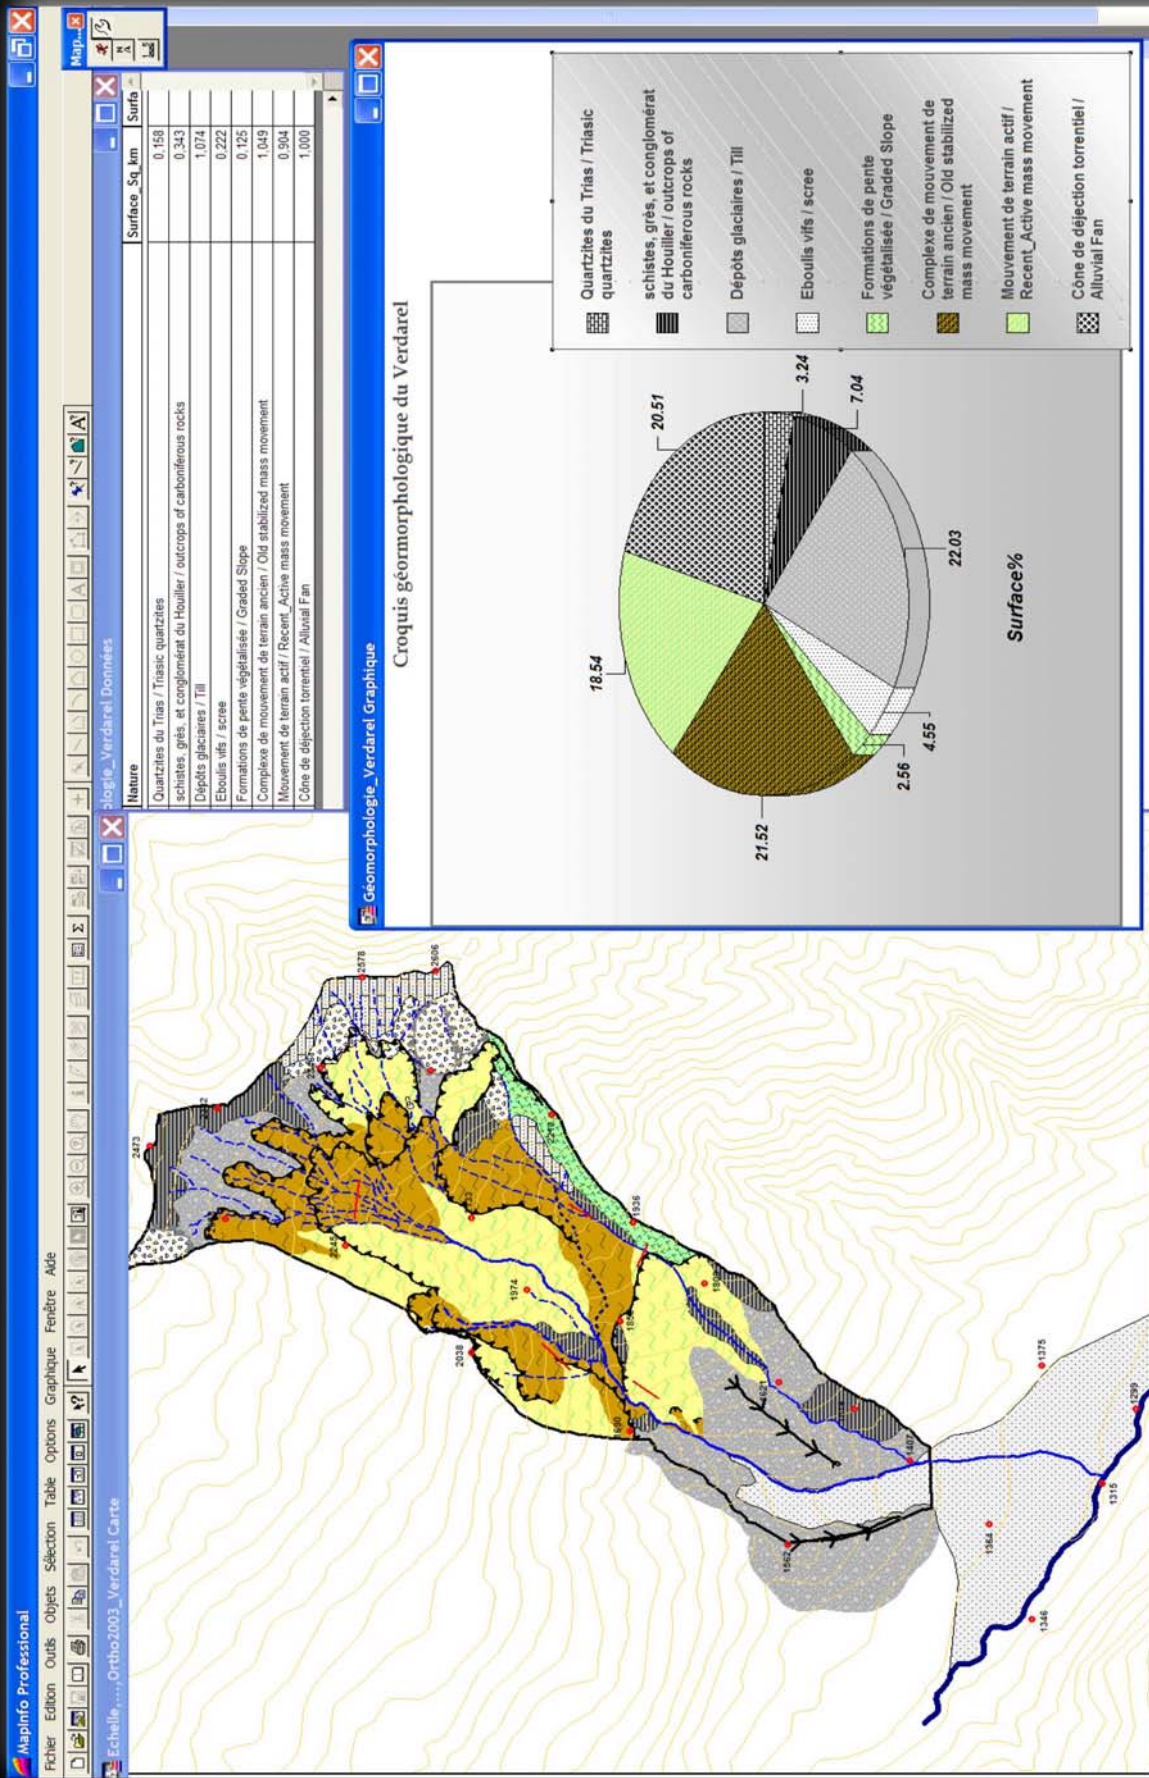 MapInfo Professional
Fichier Edition Outils Objets Sélection Table Options Graphique Fenêtre Aide
Map...
Echelle,...,Ortho2003_Verdarel Carte
2473
2578
2606
2245
2038
1974
1936
1621
1562
1407
1375
1364
1346
1315
1299
ologie_Verdarel Données
Nature Surface_Sq_km Surfa
Quartzites du Trias / Triasic quartzites 0,158
schistes, grès, et conglomérat du Houiller / outcrops of carboniferous rocks 0,343
Dépôts glaciaires / Till 1,074
Eboulis vifs / scree 0,222
Formations de pente végétalisée / Graded Slope 0,125
Complexe de mouvement de terrain ancien / Old stabilized mass movement 1,049
Mouvement de terrain actif / Recent_Active mass movement 0,904
Cône de déjection torrentiel / Alluvial Fan 1,000
Géomorphologie_Verdarel Graphique
Croquis géormorphologique du Verdarel
20.51
18.54
3.24
7.04
21.52
22.03
4.55
2.56
Surface%
Quartzites du Trias / Triasic
quartzites
schistes, grès, et conglomérat
du Houiller / outcrops of
carboniferous rocks
Dépôts glaciaires / Till
Eboulis vifs / scree
Formations de pente
végétalisée / Graded Slope
Complexe de mouvement de
terrain ancien / Old stabilized
mass movement
Mouvement de terrain actif /
Recent_Active mass movement
Cône de déjection torrentiel /
Alluvial Fan